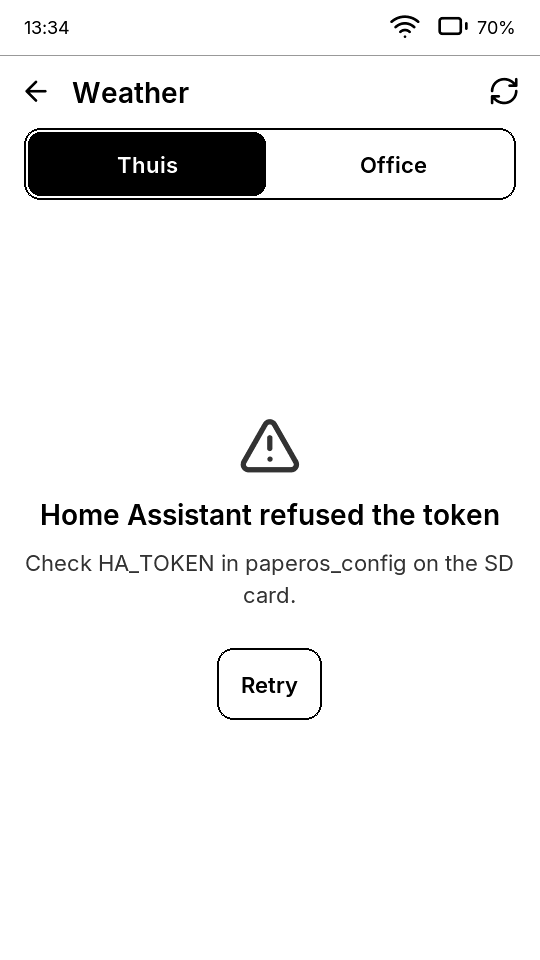 13:34
70%
Weather
Thuis
Office
Home Assistant refused the token
Check HA_TOKEN in paperos_config on the SD
card.
Retry